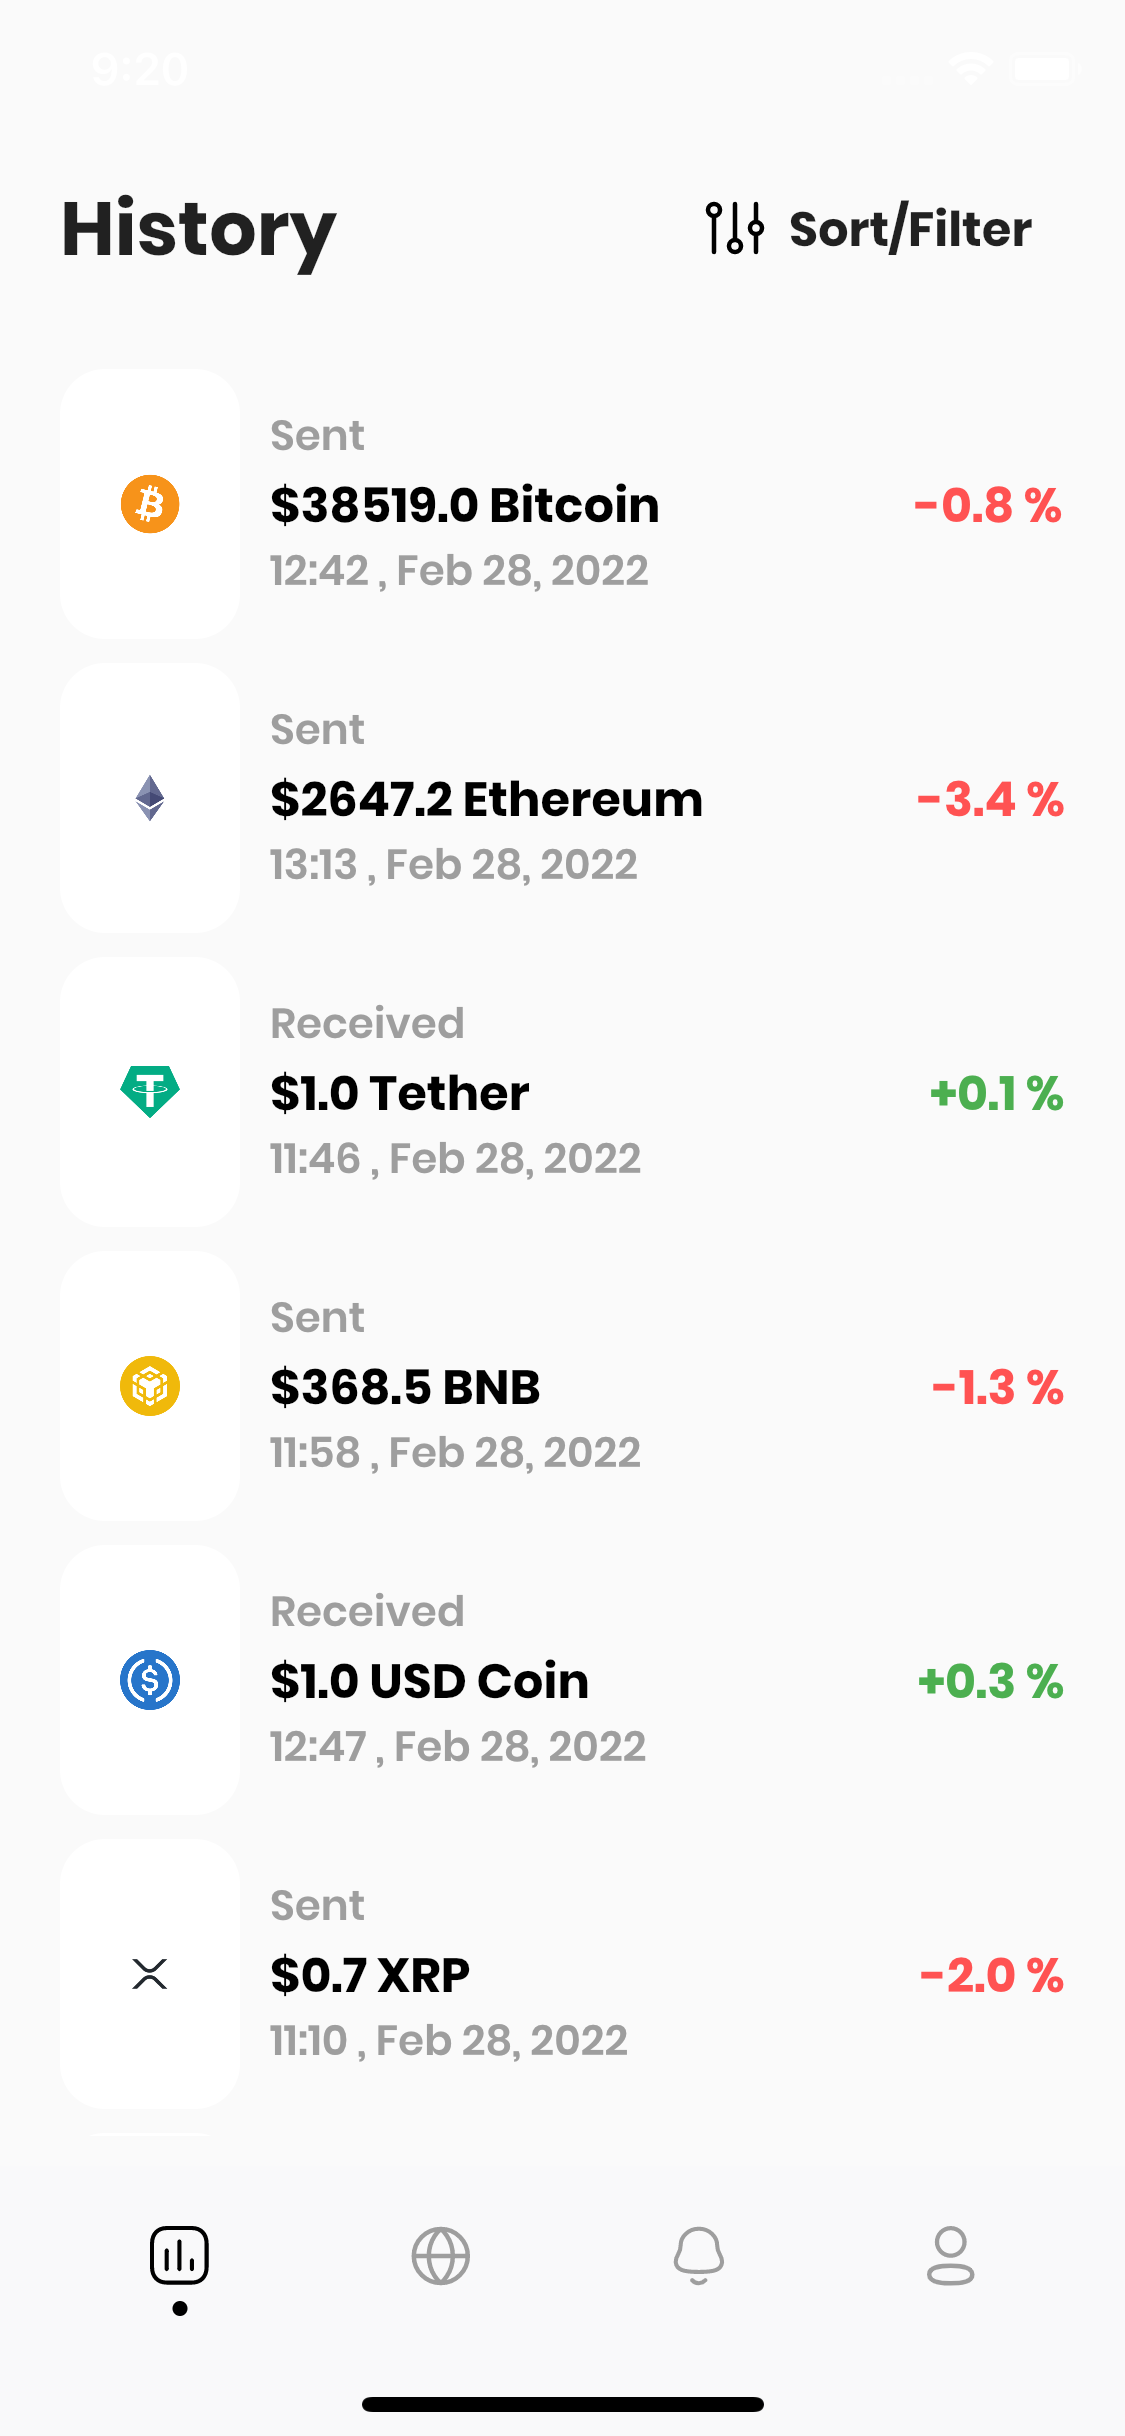 9:20
History
Sort/Filter
Sent
$38519.0 Bitcoin
-0.8 %
12:42 , Feb 28, 2022
Sent
$2647.2 Ethereum
-3.4 %
13:13 , Feb 28, 2022
Received
$1.0 Tether
+0.1 %
11:46 , Feb 28, 2022
Sent
$368.5 BNB
-1.3 %
11:58 , Feb 28, 2022
Received
$1.0 USD Coin
+0.3 %
12:47 , Feb 28, 2022
Sent
$0.7 XRP
-2.0 %
11:10 , Feb 28, 2022